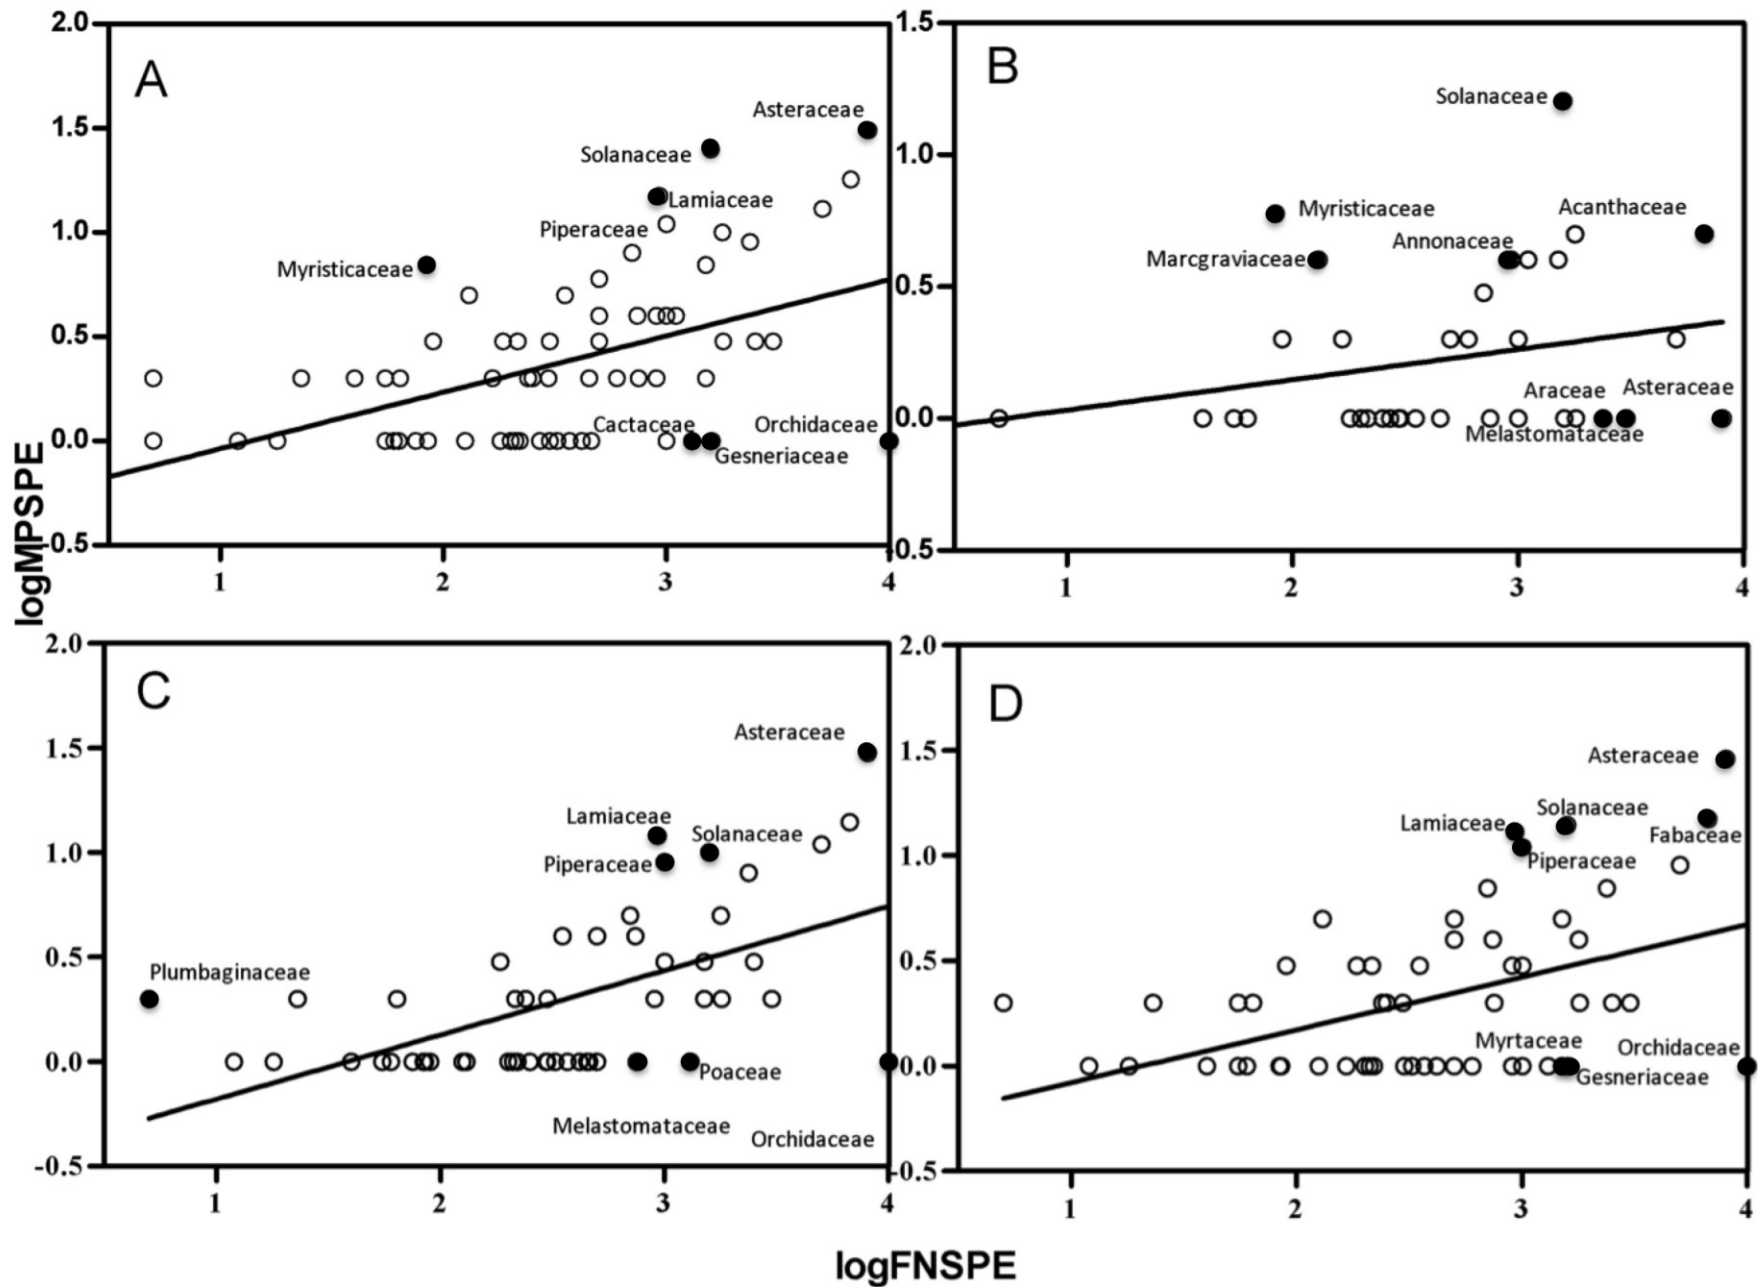 2.0
A
Asteraceae
1.5
Solanaceae
Lamiaceae
Piperaceae
1.0
Myristicaceae
0.5
Cactaceae
Orchidaceae
0.0
Gesneriaceae
-0.5
1 2 3 4
1.5
B
Solanaceae
1.0
Myristicaceae
Acanthaceae
Annonaceae
Marcgraviaceae
0.5
Araceae
Asteraceae
0.0
Melastomataceae
-0.5
1 2 3 4
logMPSPE
2.0
C
Asteraceae
1.5
Lamiaceae
Solanaceae
1.0
Piperaceae
Plumbaginaceae
0.5
0.0
Poaceae
Melastomataceae
Orchidaceae
-0.5
1 2 3 4
2.0
D
1.5
Asteraceae
Solanaceae
Lamiaceae
Fabaceae
1.0
Piperaceae
0.5
Myrtaceae
Orchidaceae
0.0
Gesneriaceae
-0.5
1 2 3 4
logFNSPE